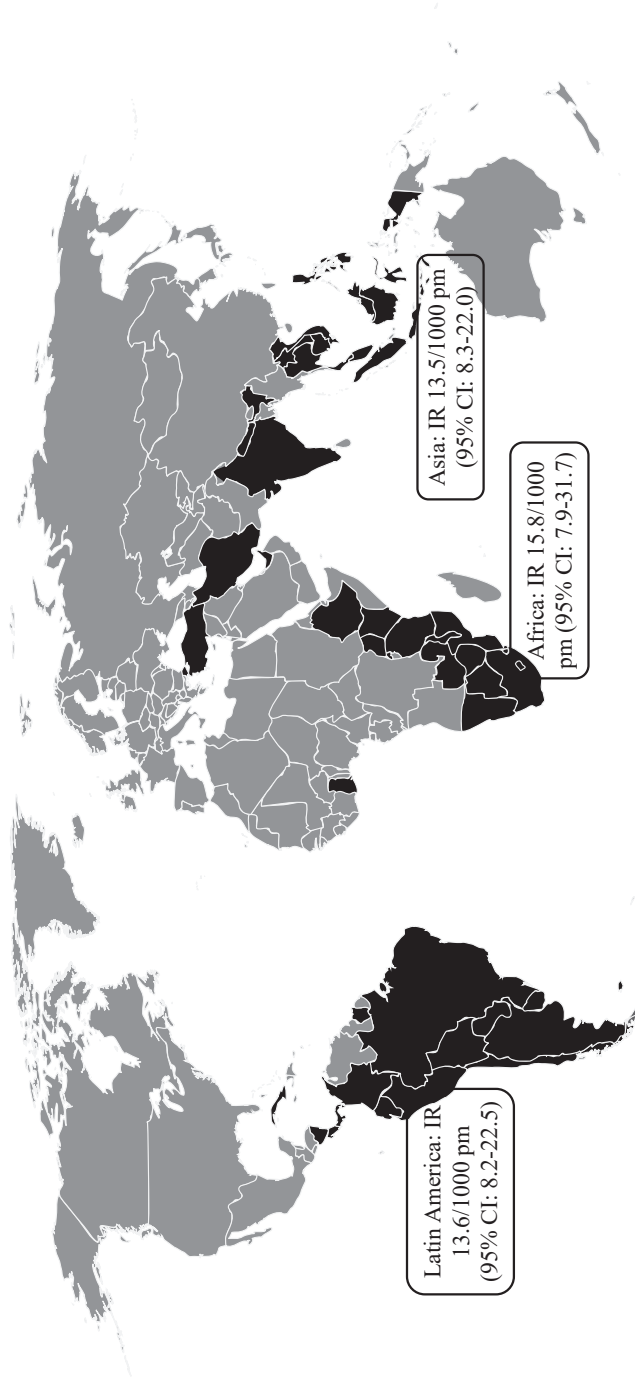 Latin America: IR
13.6/1000 pm
(95% CI: 8.2-22.5)
Africa: IR 15.8/1000
pm (95% CI: 7.9-31.7)
Asia: IR 13.5/1000 pm
(95% CI: 8.3-22.0)